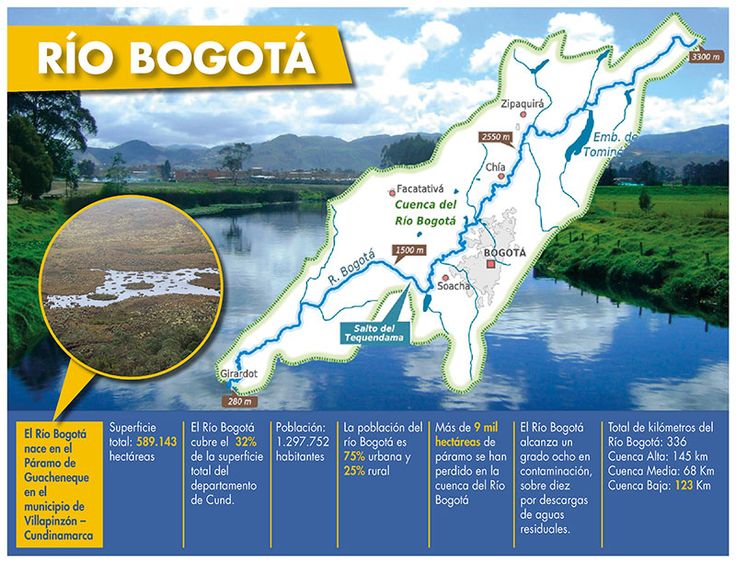 RÍO BOGOTÁ
3300 m
Zipaquirá
2550 m
Emb. de
Tominé
Chía
Facatativá
Cuenca del
Río Bogotá
1500 m
BOGOTÁ
R. Bogotá
Soacha
Salto del
Tequendama
Girardot
280 m
El Río Bogotá
nace en el
Páramo de
Guacheneque
en el
municipio de
Villapinzón –
Cundinamarca
Superficie
total: 589.143
hectáreas
El Río Bogotá
cubre el 32%
de la superficie
total del
departamento
de Cund.
Población:
1.297.752
habitantes
La población del
río Bogotá es
75% urbana y
25% rural
Más de 9 mil
hectáreas de
páramo se han
perdido en la
cuenca del Río
Bogotá
El Río Bogotá
alcanza un
grado ocho en
contaminación,
sobre diez
por descargas
de aguas
residuales.
Total de kilómetros del
Río Bogotá: 336
Cuenca Alta: 145 km
Cuenca Media: 68 Km
Cuenca Baja: 123 Km